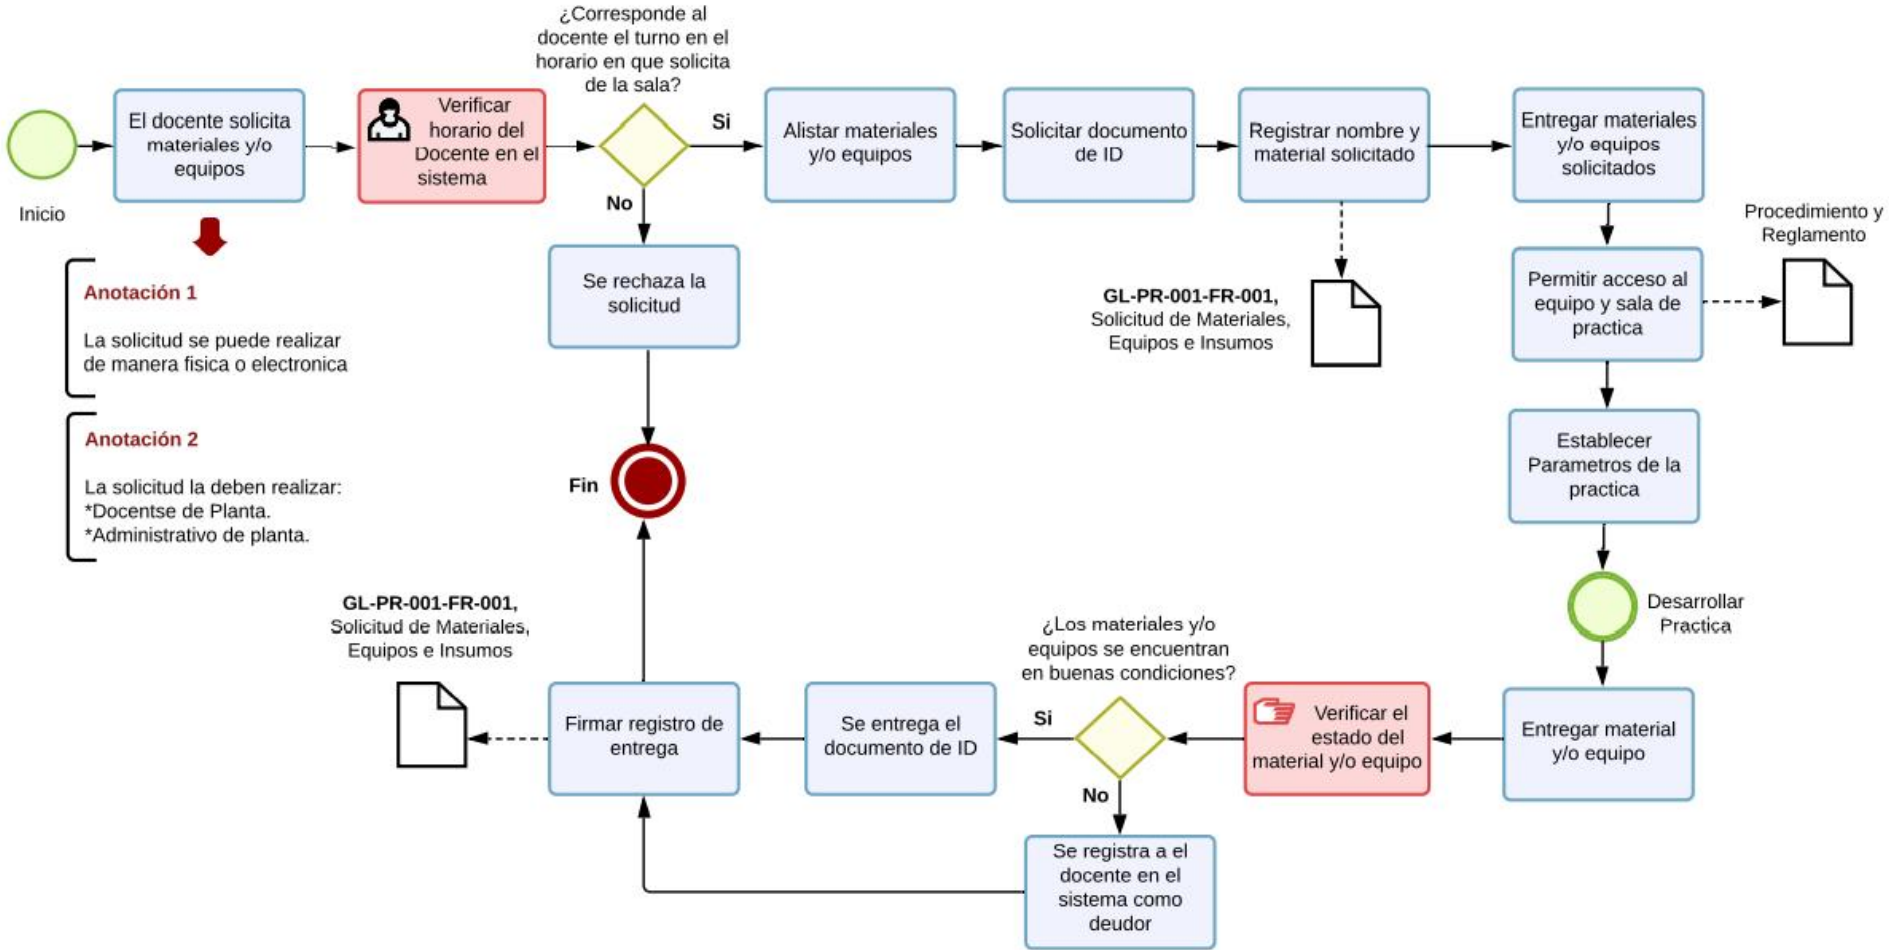 ¿Corresponde al
docente el turno en el
horario en que solicita
de la sala?
Inicio
El docente solicita
materiales y/o
equipos
Verificar
horario del
Docente en el
sistema
Si
No
Alistar materiales
y/o equipos
Solicitar documento
de ID
Registrar nombre y
material solicitado
Entregar materiales
y/o equipos
solicitados
Se rechaza la
solicitud
Anotación 1
La solicitud se puede realizar
de manera fisica o electronica
Anotación 2
La solicitud la deben realizar:
*Docentse de Planta.
*Administrativo de planta.
GL-PR-001-FR-001,
Solicitud de Materiales,
Equipos e Insumos
Permitir acceso al
equipo y sala de
practica
Procedimiento y
Reglamento
Establecer
Parametros de la
practica
Fin
Desarrollar
Practica
Entregar material
y/o equipo
Verificar el
estado del
material y/o equipo
¿Los materiales y/o
equipos se encuentran
en buenas condiciones?
Si
No
Se entrega el
documento de ID
Firmar registro de
entrega
GL-PR-001-FR-001,
Solicitud de Materiales,
Equipos e Insumos
Se registra a el
docente en el
sistema como
deudor